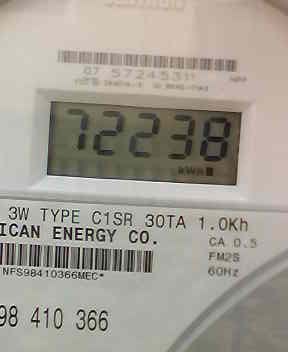 07 57245311
72238
kWh
3W TYPE C1SR 30TA 1.0Kh
ICAN ENERGY CO.
CA 0.5
FM2S
60Hz
NFS98410366MEC*
98 410 366